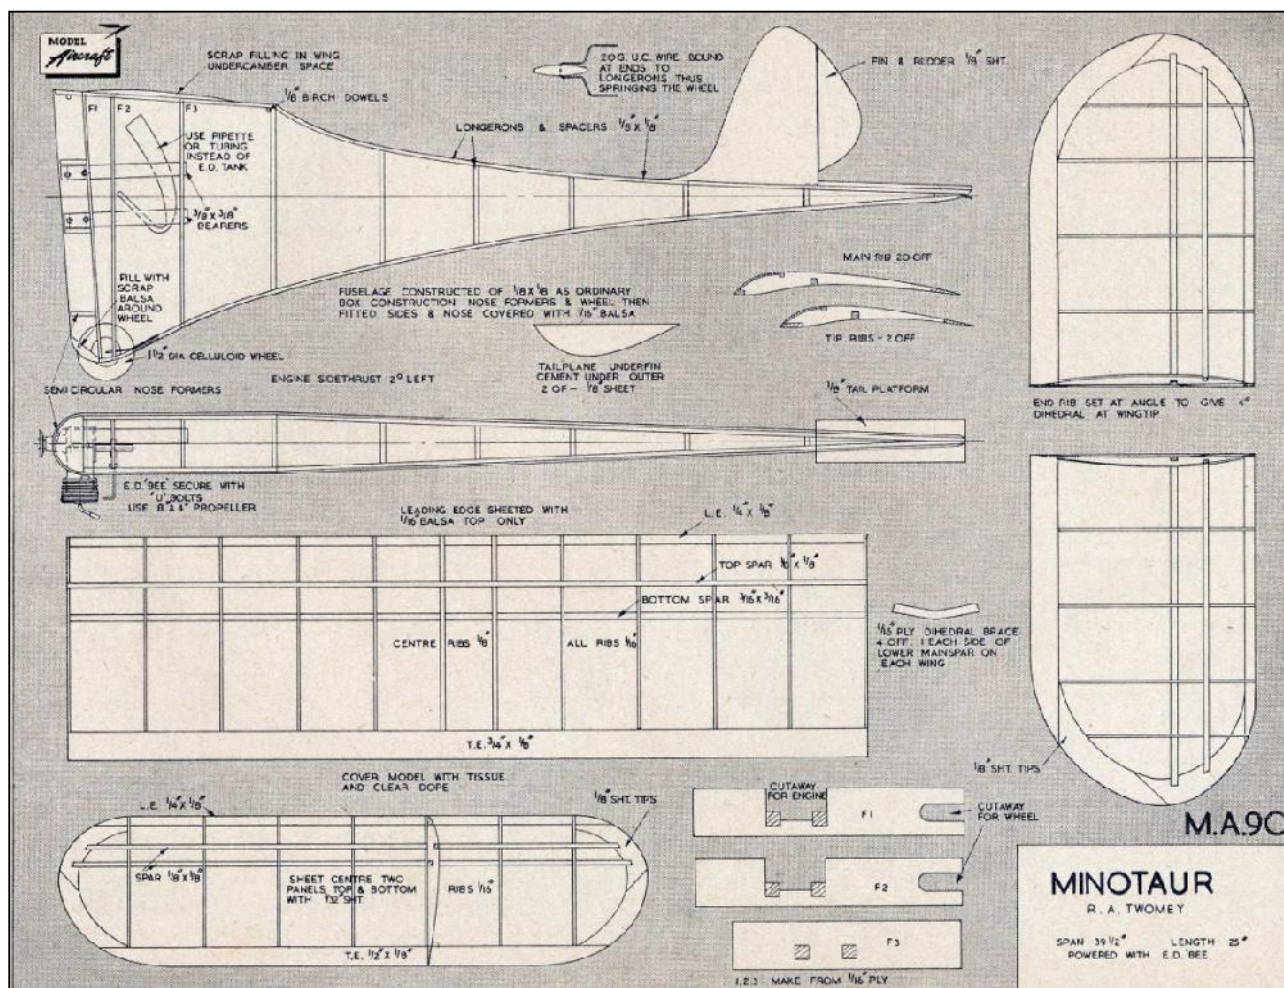 MODEL
Aircraft
SCRAP FILLING IN WING
UNDERCAMBER SPACE
1/8" BIRCH DOWELS
20 G. U.C. WIRE BOUND
AT ENDS TO
LONGERONS THUS
SPRINGING THE WHEEL
FIN & RUDDER 1/8" SHT.
F1
F2
F3
USE PIPETTE
OR TUBING
INSTEAD OF
E.D. TANK
LONGERONS & SPACERS 1/8" X 1/8"
3/8" X 3/8"
BEARERS
FILL WITH
SCRAP
BALSA
AROUND
WHEEL
FUSELAGE CONSTRUCTED OF 1/8 X 1/8 AS ORDINARY
BOX CONSTRUCTION NOSE FORMERS & WHEEL THEN
FITTED SIDES & NOSE COVERED WITH 1/16" BALSA
MAIN RIB 20 OFF
TIP RIBS - 2 OFF
1 1/2" DIA CELLULOID WHEEL
ENGINE SIDETHRUST 2° LEFT
TAILPLANE UNDERFIN
CEMENT UNDER OUTER
2 OF - 1/8" SHEET
SEMI CIRCULAR NOSE FORMERS
1/8" TAIL PLATFORM
END RIB SET AT ANGLE TO GIVE 4"
DIHEDRAL AT WINGTIP
E.D. "BEE" SECURE WITH
"U" BOLTS
USE 8" X 4" PROPELLER
LEADING EDGE SHEETED WITH
1/16" BALSA TOP ONLY
L.E. 1/4" X 1/8"
TOP SPAR X 1/8"
BOTTOM SPAR 3/16" X 3/16"
CENTRE RIBS 1/8"
ALL RIBS 1/16"
PLY DIHEDRAL BRACE
4 OFF. 1 EACH SIDE OF
LOWER MAINSPAR ON
EACH WING
T.E. 3/4" X 1/8"
1/8" SHT. TIPS
COVER MODEL WITH TISSUE
AND CLEAR DOPE
L.E. 1/4" X 1/8"
1/8" SHT. TIPS
SPAR 1/8" X 1/8"
SHEET CENTRE TWO
PANELS TOP & BOTTOM
WITH 1/32" SHT.
RIBS 1/16"
T.E. 1/2" X 1/8"
CUTAWAY
FOR ENGINE
F1
CUTAWAY
FOR WHEEL
F2
F3
1.2.3 MAKE FROM 1/16" PLY
M.A.90
MINOTAUR
R. A. TWOMEY
SPAN 39 1/2" LENGTH 25"
POWERED WITH E.D. "BEE"